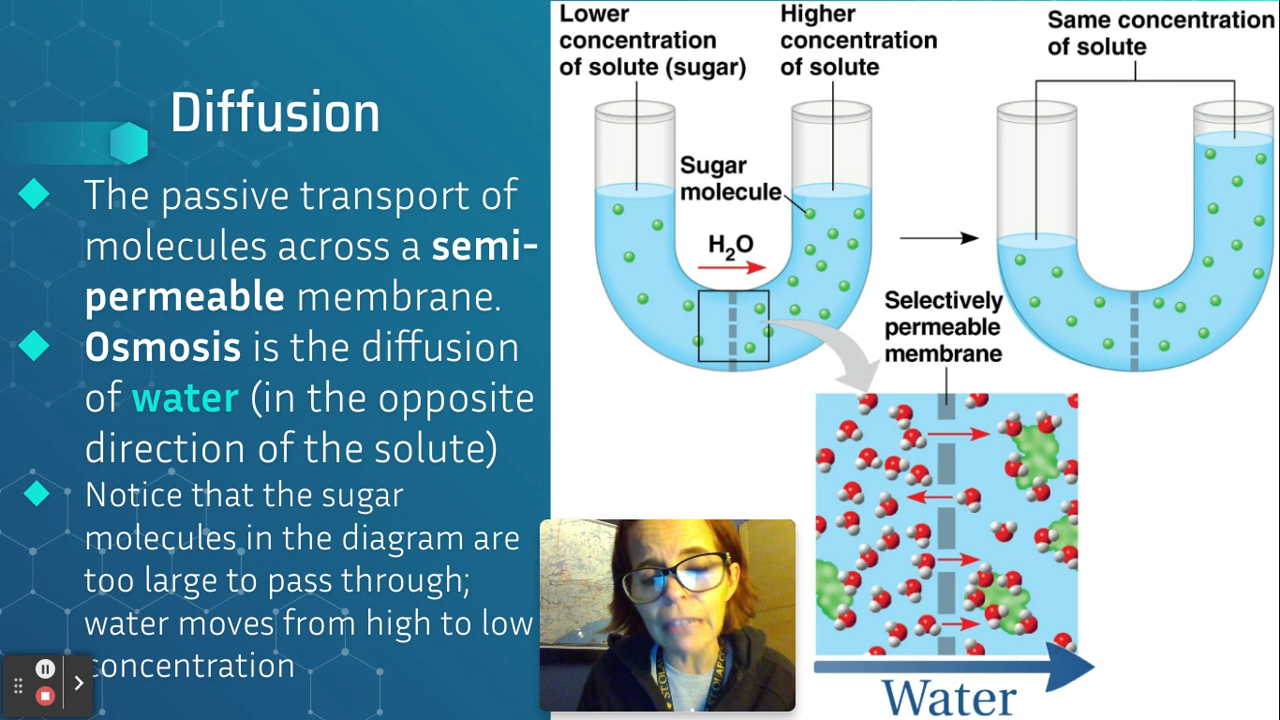 Diffusion
The passive transport of
molecules across a semi-
permeable membrane.
Osmosis is the diffusion
of water (in the opposite
direction of the solute)
Notice that the sugar
molecules in the diagram are
too large to pass through;
water moves from high to low
concentration
Lower
concentration
of solute (sugar)
Higher
concentration
of solute
Same concentration
of solute
Sugar
molecule
H₂O
Selectively
permeable
membrane
Water